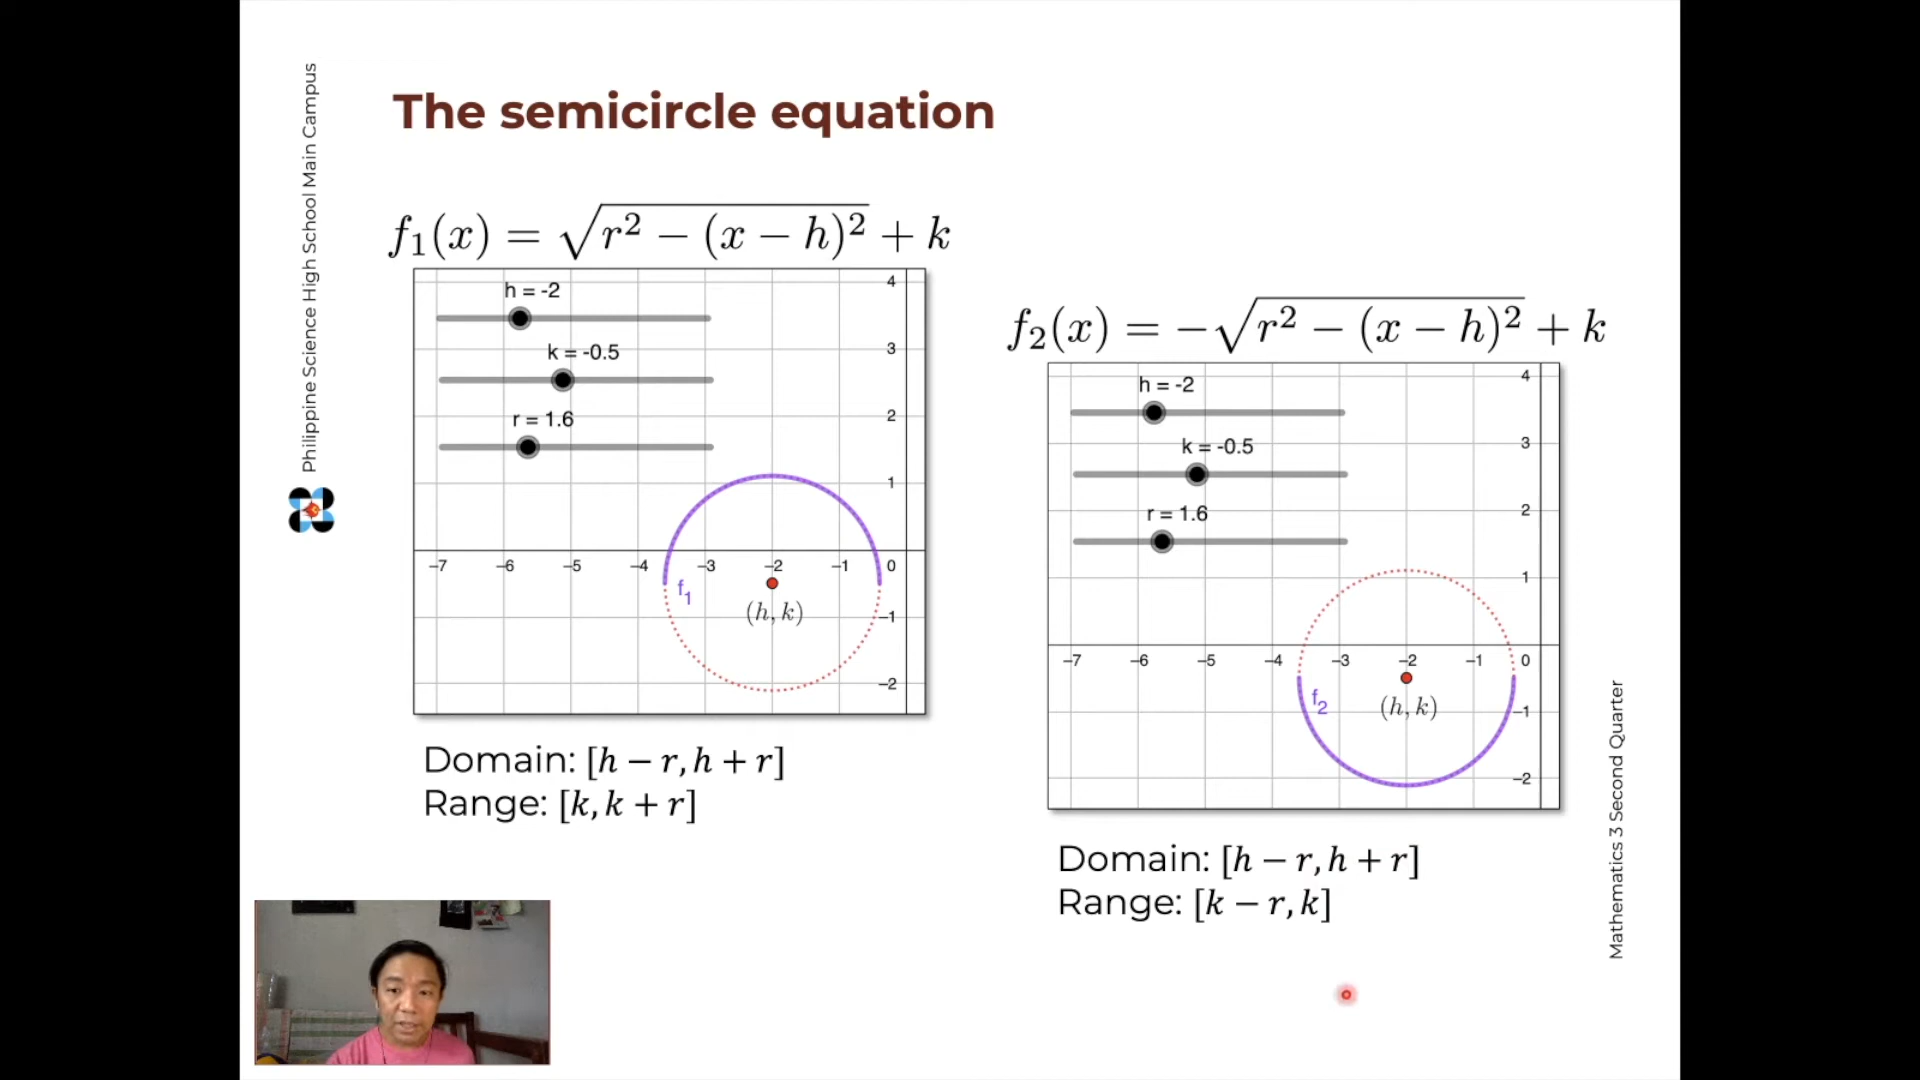 Philippine Science High School Main Campus
The semicircle equation
f₁(x) = √(r² − (x − h)²) + k
h = -2
k = -0.5
r = 1.6
4
3
2
1
–7 –6 –5 –4 –3 –2 –1 0
–1
–2
f₁
(h, k)
Domain: [h − r, h + r]
Range: [k, k + r]
f₂(x) = −√(r² − (x − h)²) + k
h = -2
k = -0.5
r = 1.6
4
3
2
1
–7 –6 –5 –4 –3 –2 –1 0
–1
–2
f₂
(h, k)
Domain: [h − r, h + r]
Range: [k − r, k]
Mathematics 3 Second Quarter